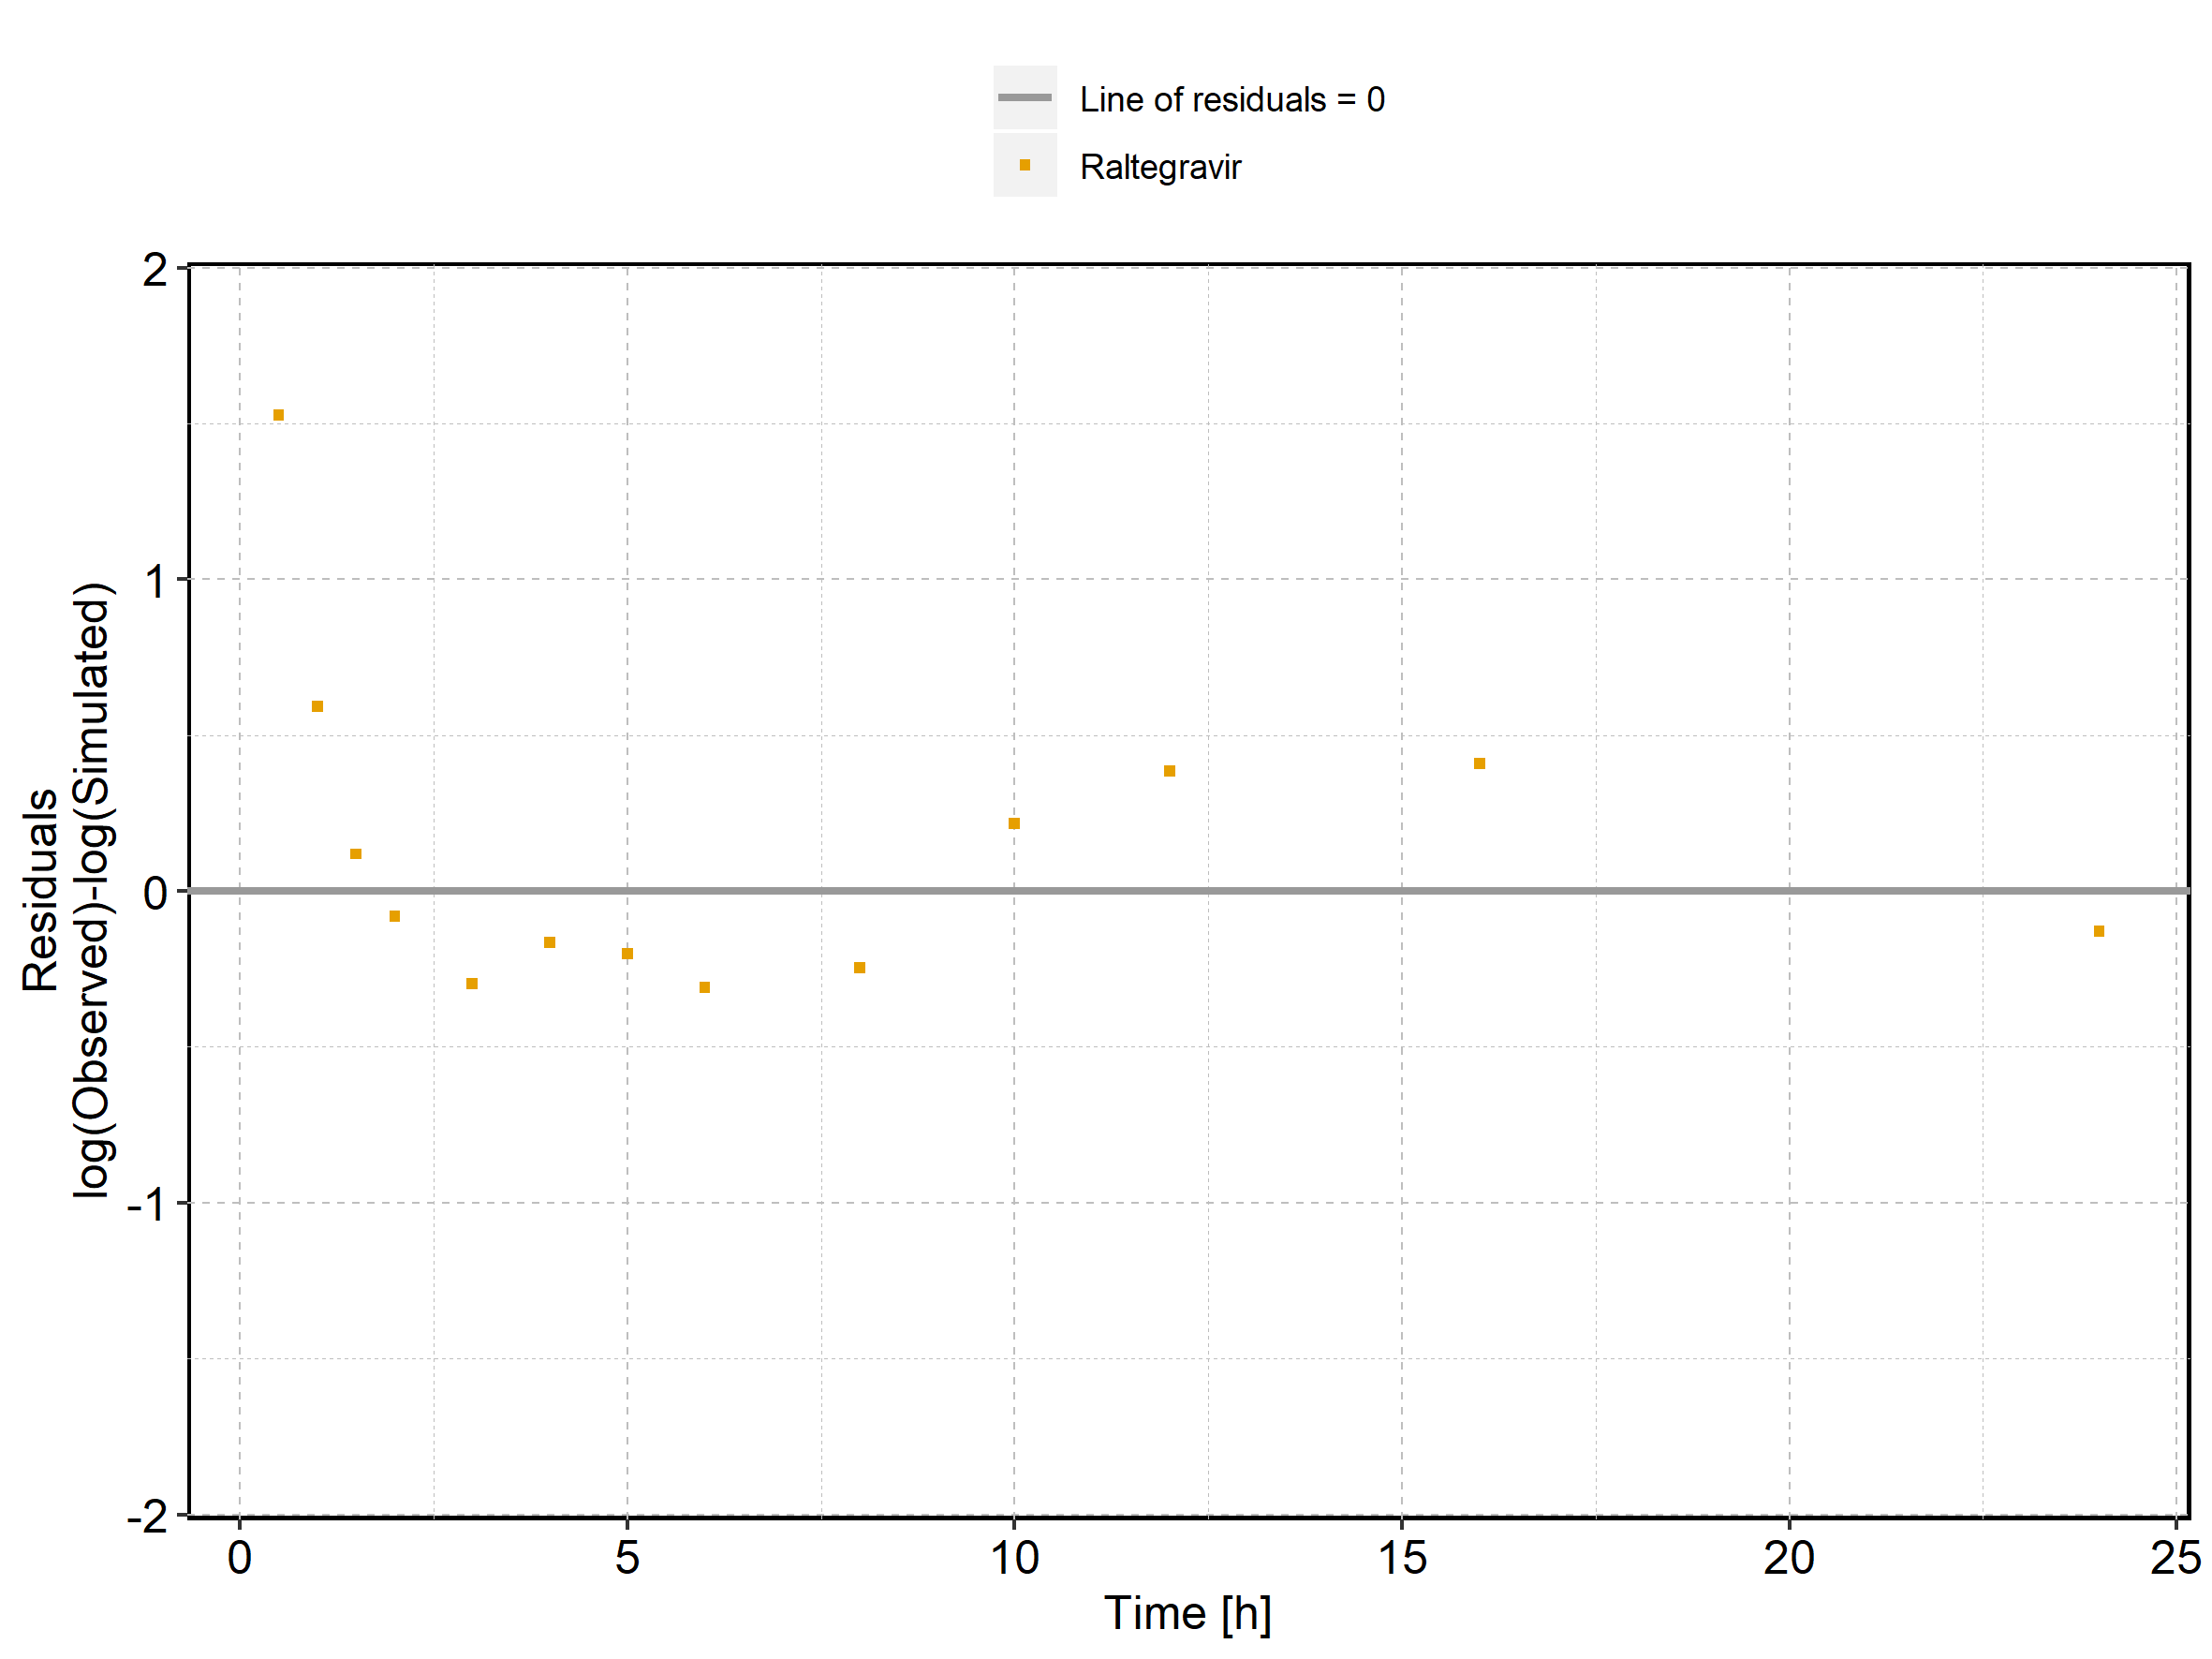 Line of residuals = 0
Raltegravir
Residuals
log(Observed)-log(Simulated)
2
1
0
-1
-2
0 5 10 15 20 25
Time [h]